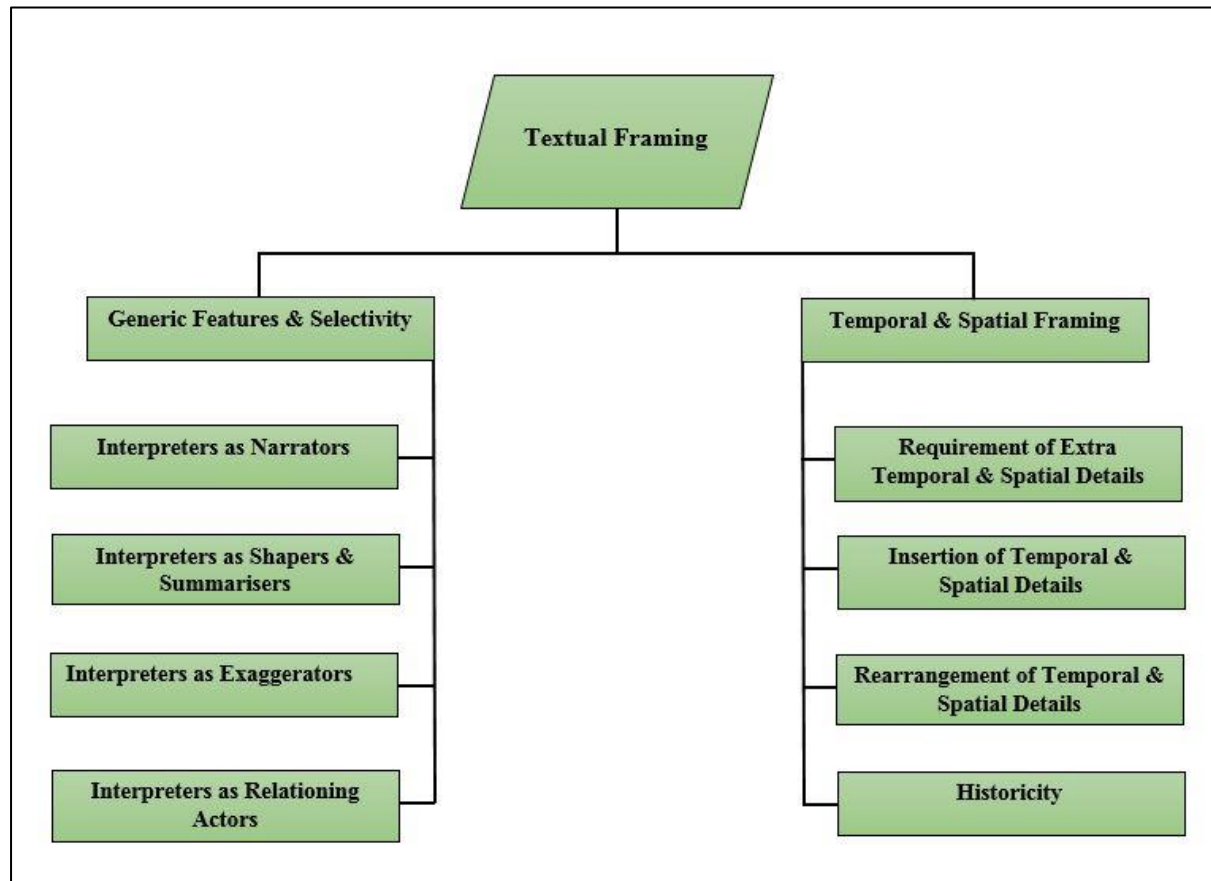 Textual Framing
Generic Features & Selectivity
Interpreters as Narrators
Interpreters as Shapers &
Summarisers
Interpreters as Exaggerators
Interpreters as Relationing
Actors
Temporal & Spatial Framing
Requirement of Extra
Temporal & Spatial Details
Insertion of Temporal &
Spatial Details
Rearrangement of Temporal &
Spatial Details
Historicity